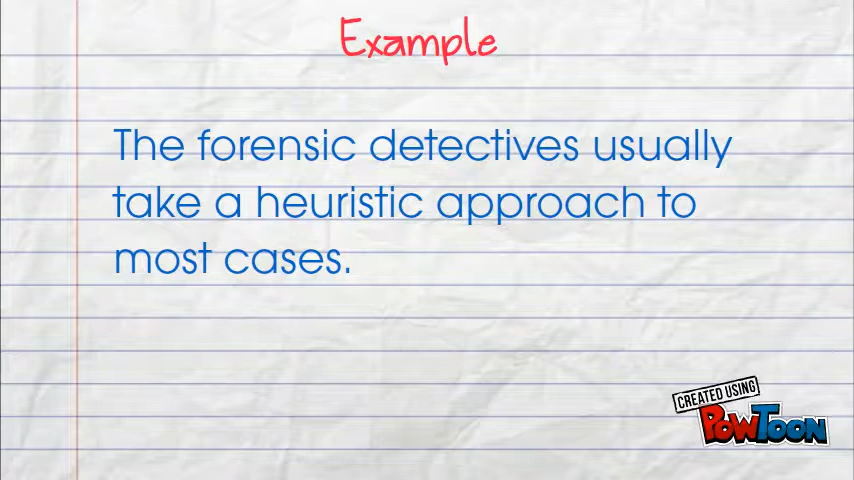 Example
The forensic detectives usually
take a heuristic approach to
most cases.
CREATED USING
POWTOON